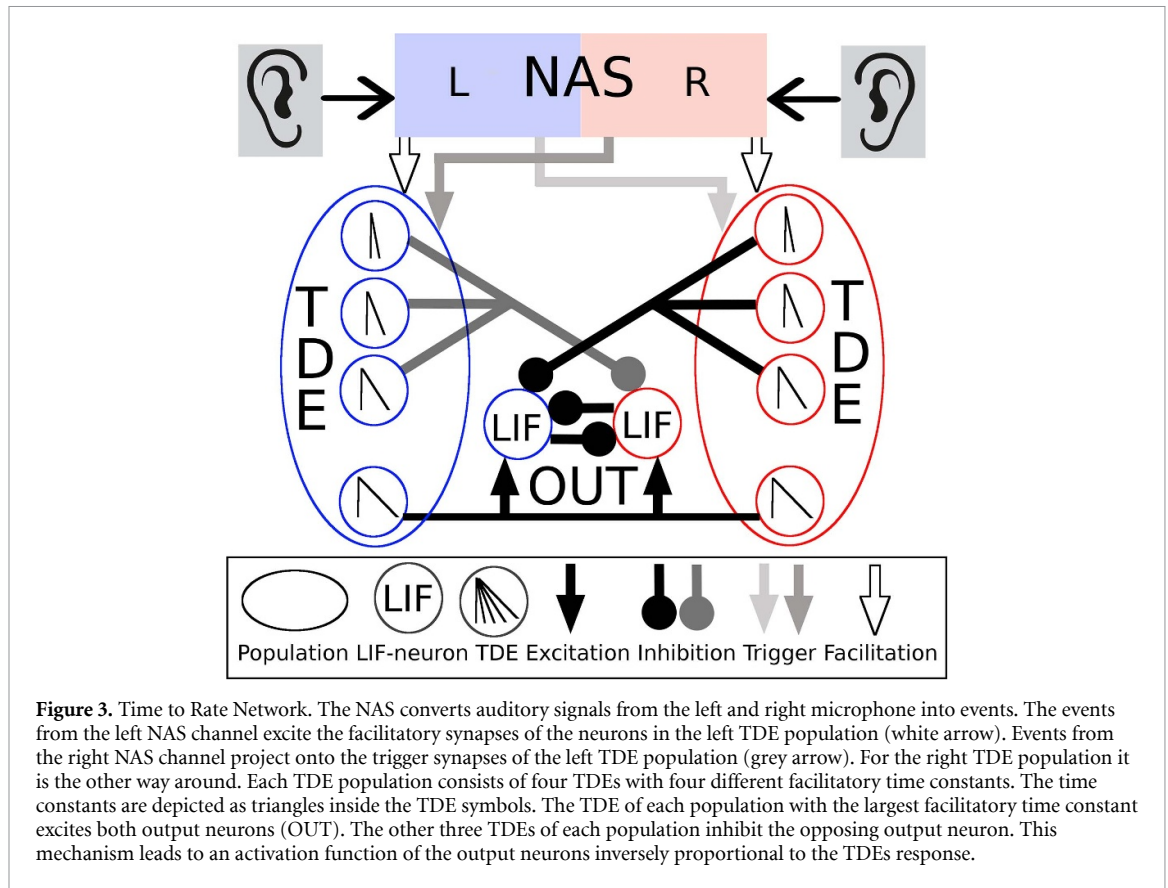 L NAS R
T
D
E
T
D
E
LIF LIF
OUT
LIF
Population LIF-neuron TDE Excitation Inhibition Trigger Facilitation
Figure 3. Time to Rate Network. The NAS converts auditory signals from the left and right microphone into events. The events
from the left NAS channel excite the facilitatory synapses of the neurons in the left TDE population (white arrow). Events from
the right NAS channel project onto the trigger synapses of the left TDE population (grey arrow). For the right TDE population it
is the other way around. Each TDE population consists of four TDEs with four different facilitatory time constants. The time
constants are depicted as triangles inside the TDE symbols. The TDE of each population with the largest facilitatory time constant
excites both output neurons (OUT). The other three TDEs of each population inhibit the opposing output neuron. This
mechanism leads to an activation function of the output neurons inversely proportional to the TDEs response.